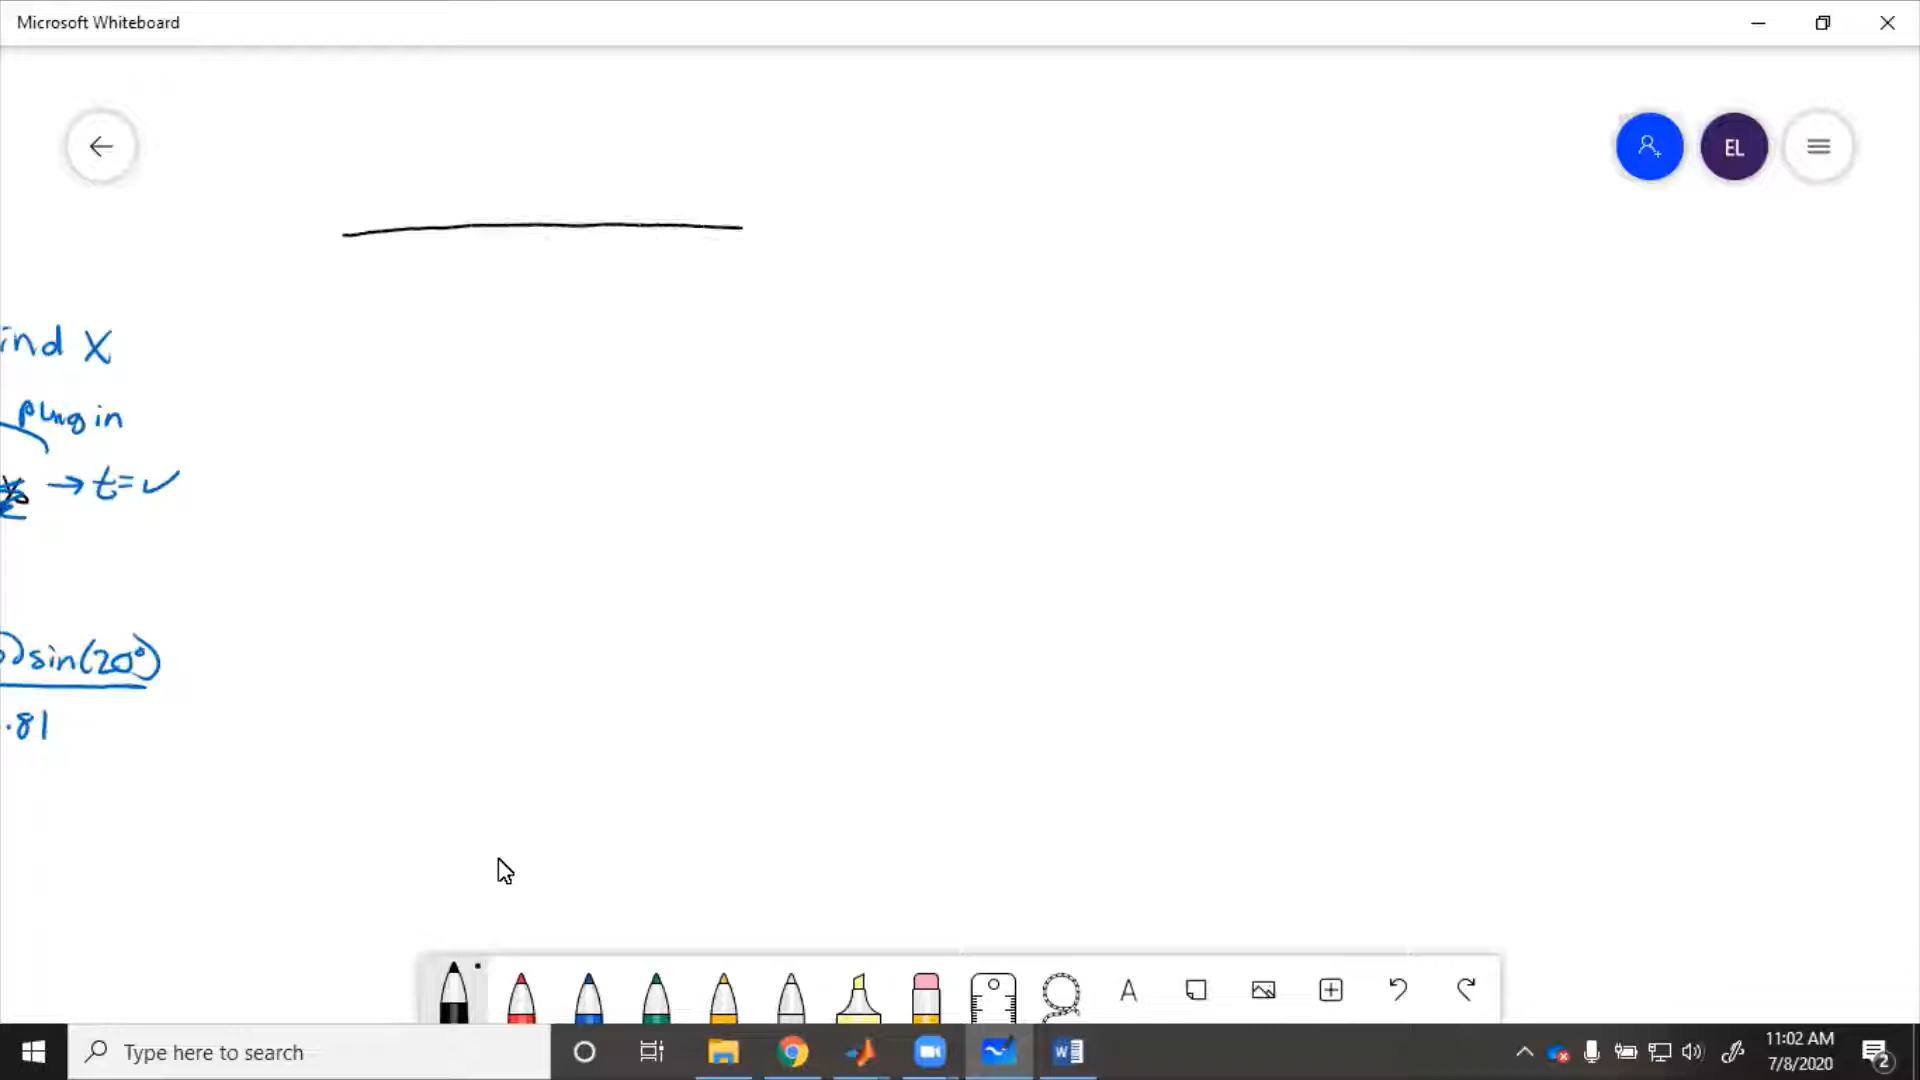 Microsoft Whiteboard
EL
ind X
plug in
→ t= ✓
sin(20°)
.81
A
Type here to search
11:02 AM
7/8/2020
2